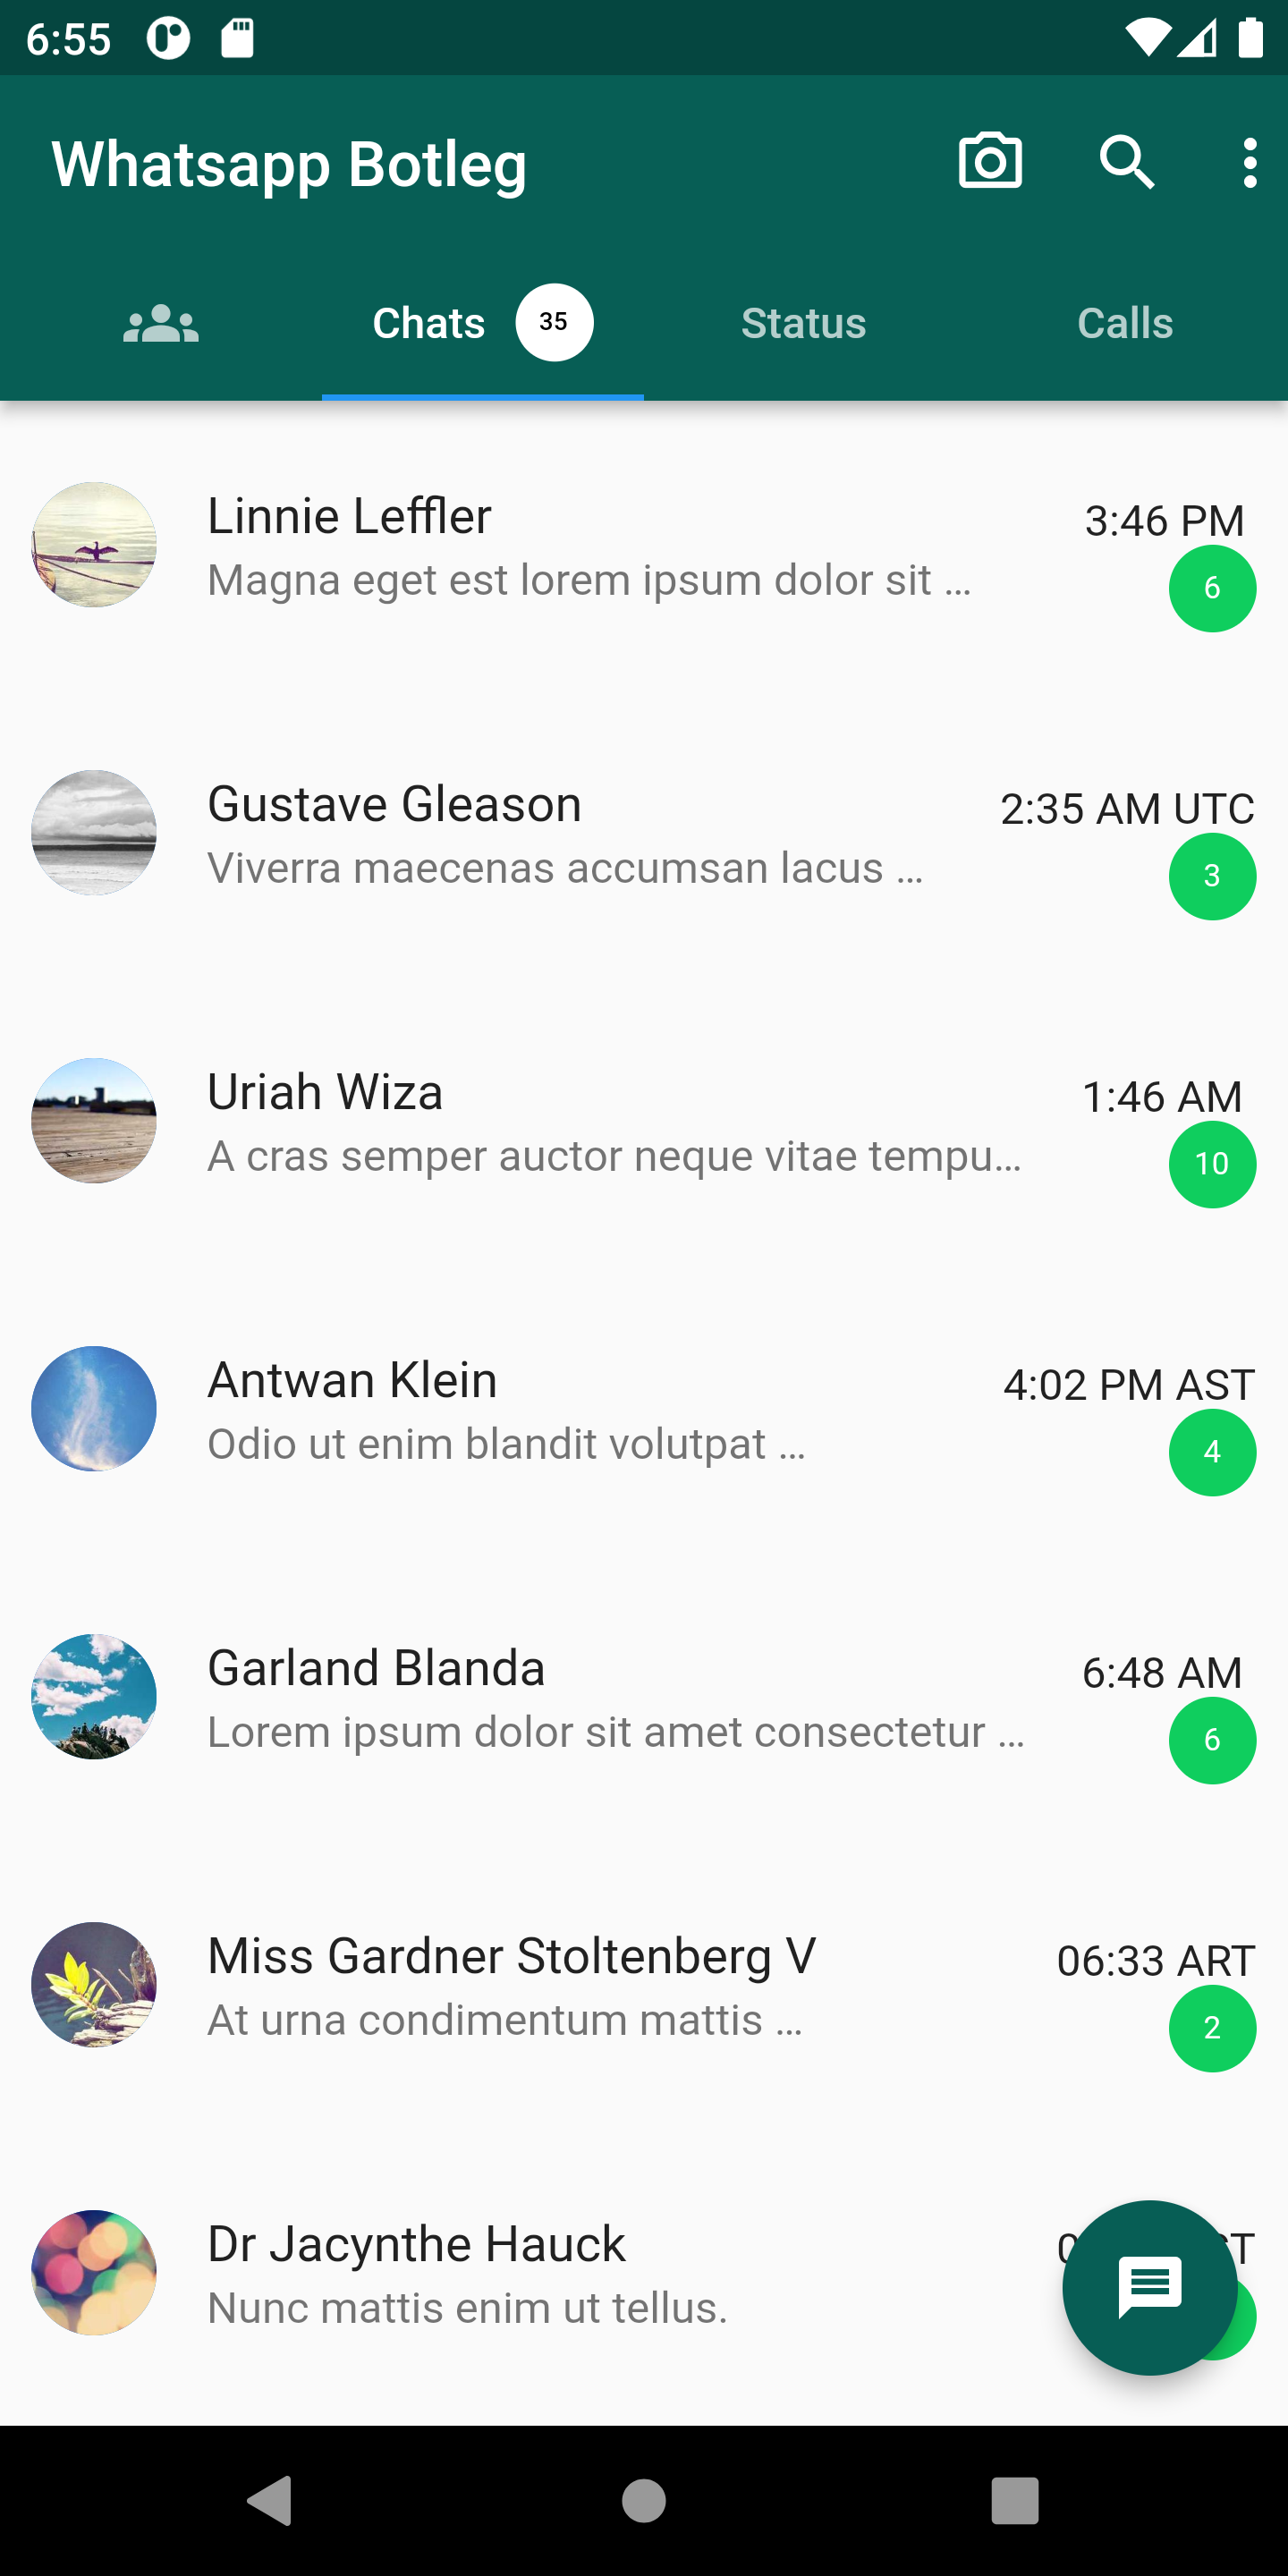 6:55
Whatsapp Botleg
Chats 35 Status Calls
Linnie Leffler 3:46 PM
Magna eget est lorem ipsum dolor sit ... 6
Gustave Gleason 2:35 AM UTC
Viverra maecenas accumsan lacus ... 3
Uriah Wiza 1:46 AM
A cras semper auctor neque vitae tempu... 10
Antwan Klein 4:02 PM AST
Odio ut enim blandit volutpat ... 4
Garland Blanda 6:48 AM
Lorem ipsum dolor sit amet consectetur ... 6
Miss Gardner Stoltenberg V 06:33 ART
At urna condimentum mattis ... 2
Dr Jacynthe Hauck
Nunc mattis enim ut tellus.